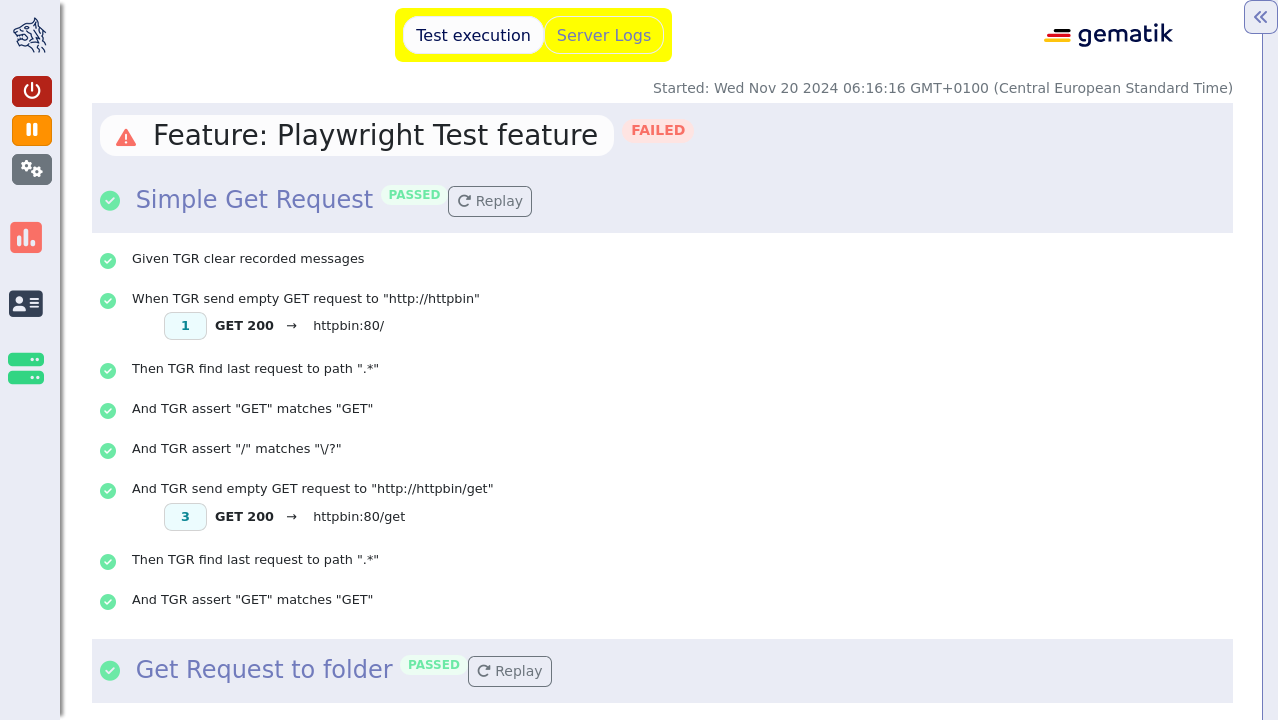 Test execution
Server Logs
gematik
Started: Wed Nov 20 2024 06:16:16 GMT+0100 (Central European Standard Time)
Feature: Playwright Test feature FAILED
Simple Get Request PASSED Replay
Given TGR clear recorded messages
When TGR send empty GET request to "http://httpbin"
1 GET 200 → httpbin:80/
Then TGR find last request to path ".*"
And TGR assert "GET" matches "GET"
And TGR assert "/" matches "\/?"
And TGR send empty GET request to "http://httpbin/get"
3 GET 200 → httpbin:80/get
Then TGR find last request to path ".*"
And TGR assert "GET" matches "GET"
Get Request to folder PASSED Replay